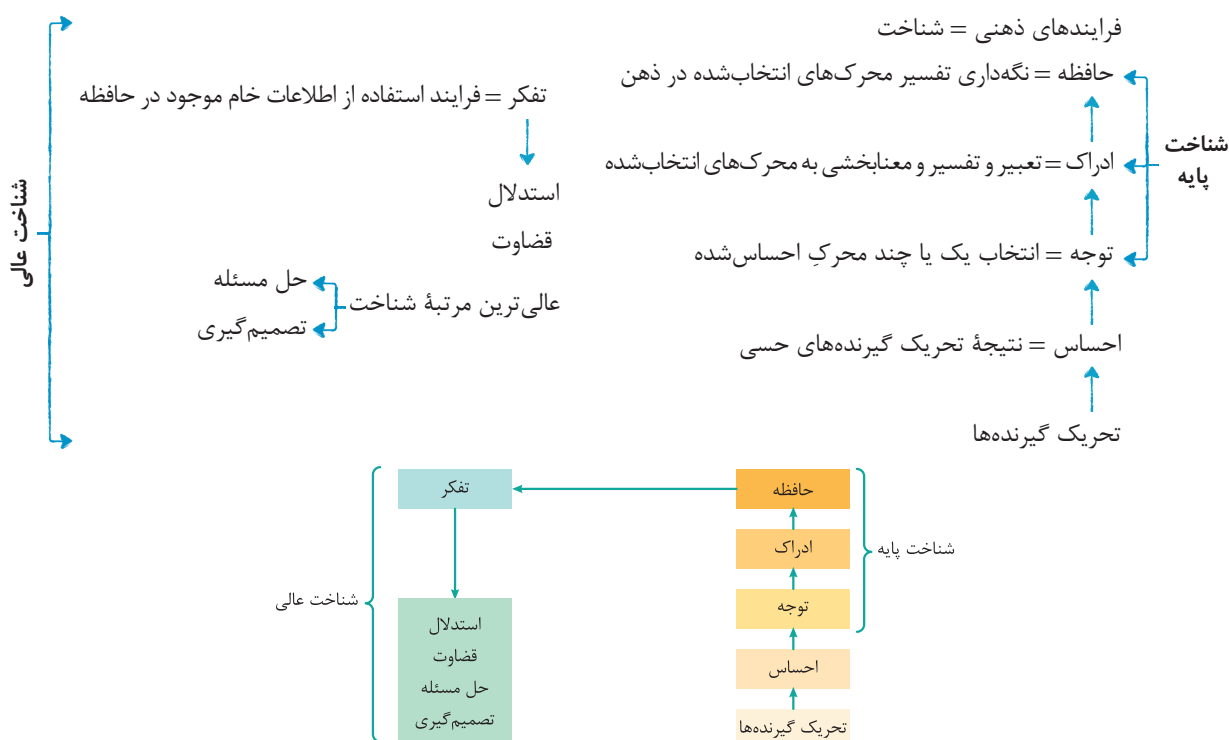 فرایندهای ذهنی = شناخت
حافظه = نگه‌داری تفسیر محرک‌های انتخاب‌شده در ذهن
ادراک = تعبیر و تفسیر و معنابخشی به محرک‌های انتخاب‌شده
توجه = انتخاب یک یا چند محرکِ احساس‌شده
احساس = نتیجهٔ تحریک گیرنده‌های حسی
تحریک گیرنده‌ها
شناخت
پایه
تفکر = فرایند استفاده از اطلاعات خام موجود در حافظه
استدلال
قضاوت
عالی‌ترین مرتبهٔ شناخت
حل مسئله
تصمیم‌گیری
شناخت عالی
حافظه
ادراک
توجه
احساس
تحریک گیرنده‌ها
شناخت پایه
تفکر
استدلال
قضاوت
حل مسئله
تصمیم‌گیری
شناخت عالی